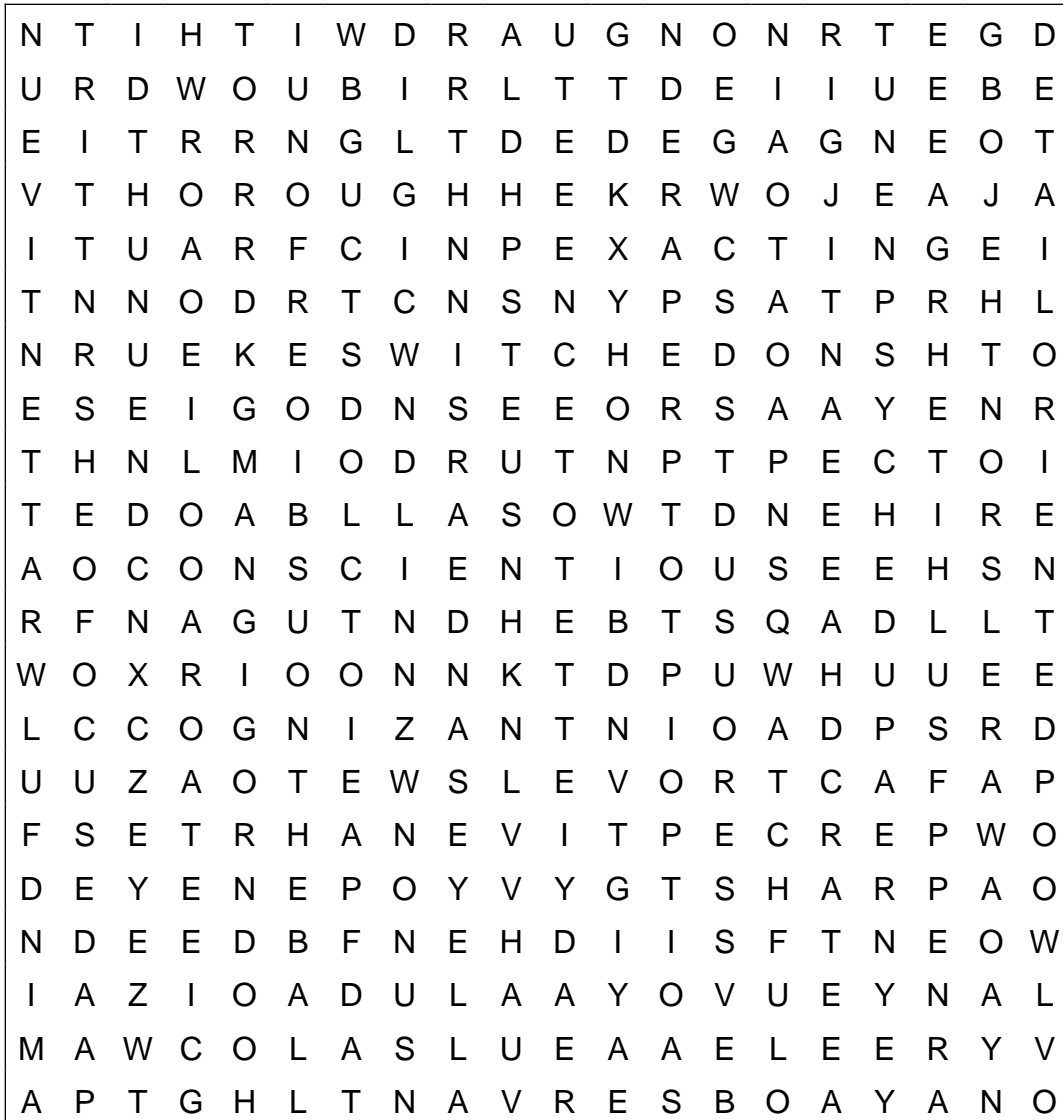 N T I H T I W D R A U G N O N R T E G D
U R D W O U B I R L T T D E I I U E B E
E I T R R N G L T D E D E G A G N E O T
V T H O R O U G H H E K R W O J E A J A
I T U A R F C I N P E X A C T I N G E I
T N N O D R T C N S N Y P S A T P R H L
N R U E K E S W I T C H E D O N S H T O
E S E I G O D N S E E O R S A A Y E N R
T H N L M I O D R U T N P T P E C T O I
T E D O A B L L A S O W T D N E H I R E
A O C O N S C I E N T I O U S E E H S N
R F N A G U T N D H E B T S Q A D L L T
W O X R I O O N N K T D P U W H U U E E
L C C O G N I Z A N T N I O A D P S R D
U U Z A O T E W S L E V O R T C A F A P
F S E T R H A N E V I T P E C R E P W O
D E Y E N E P O Y V Y G T S H A R P A O
N D E E D B F N E H D I I S F T N E O W
I A Z I O A D U L A A Y O V U E Y N A L
M A W C O L A S L U E A A E L E E R Y V
A P T G H L T N A V R E S B O A Y A N O